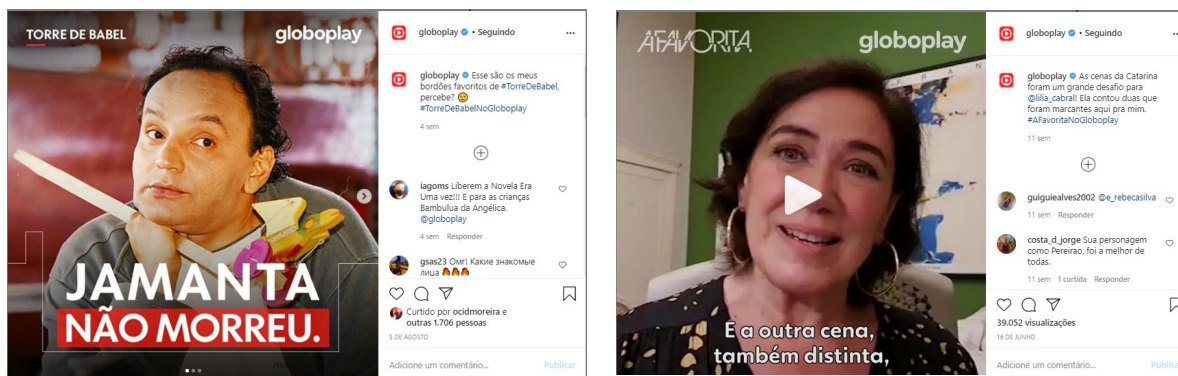 TORRE DE BABEL
globoplay
JAMANTA
NÃO MORREU.
globoplay • Seguindo
globoplay Esse são os meus
bordões favoritos de #TorreDeBabel,
percebe? 😉
#TorreDeBabelNoGloboplay
4 sem
iagoms Liberem a Novela Era
Uma vez!!! E para as crianças
Bambulua da Angélica.
@globoplay
4 sem Responder
gsas23 Омг! Какие знакомые
лица 🔥🔥🔥
Curtido por ocidmoreira e
outras 1.706 pessoas
5 DE AGOSTO
Adicione um comentário...
Publicar
A FAVORITA
globoplay
E a outra cena,
também distinta,
globoplay • Seguindo
globoplay As cenas da Catarina
foram um grande desafio para
@lilia_cabral! Ela contou duas que
foram marcantes aqui pra mim.
#AFavoritaNoGloboplay
11 sem
guiguiealves2002 @e_rebecasilva
11 sem Responder
costa_d_jorge Sua personagem
como Pereirao, foi a melhor de
todas.
11 sem 1 curtida Responder
39.052 visualizações
16 DE JUNHO
Adicione um comentário...